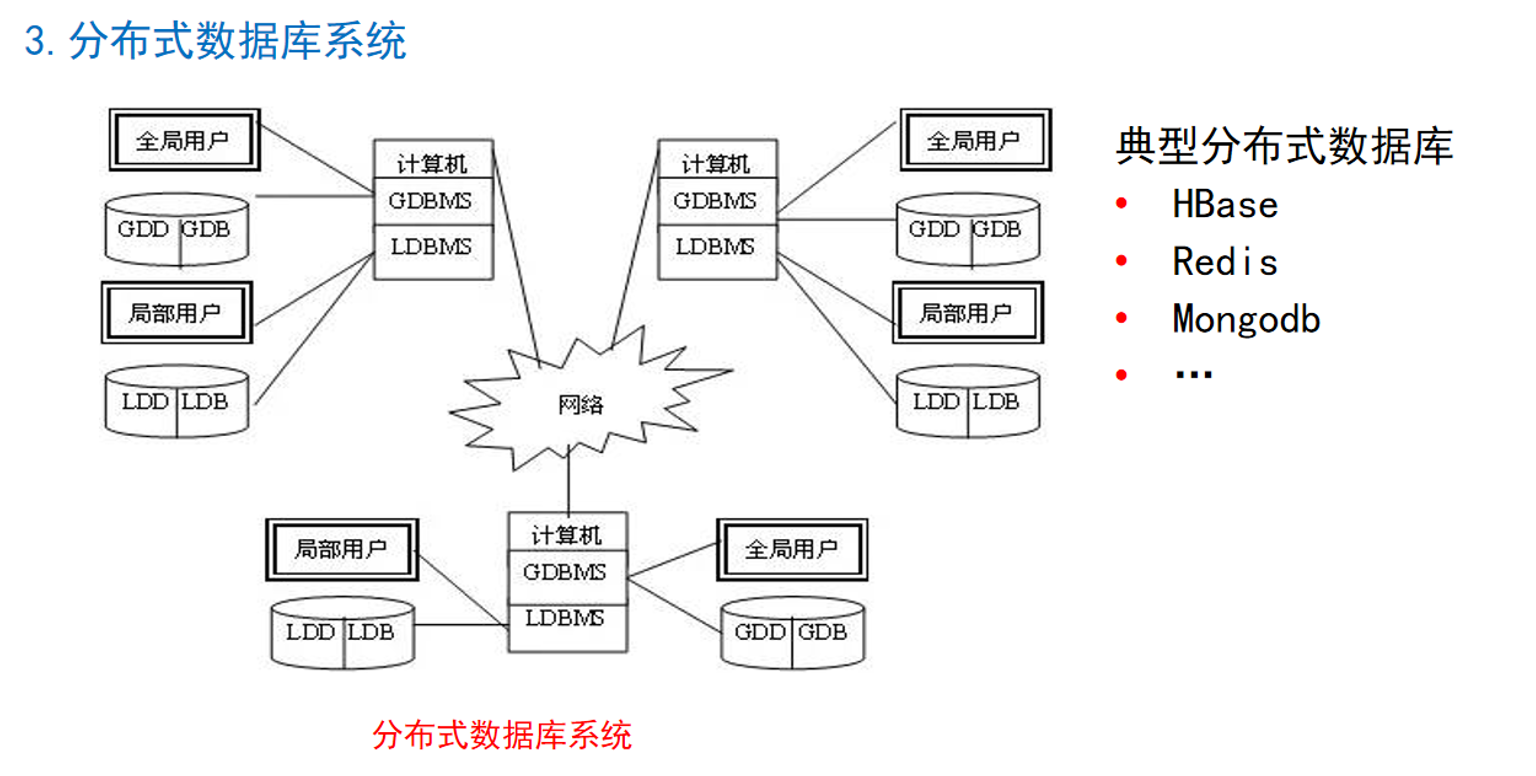 3. 分布式数据库系统
全局用户
GDD GDB
局部用户
LDD LDB
计算机
GDBMS
LDBMS
计算机
GDBMS
LDBMS
全局用户
GDD GDB
局部用户
LDD LDB
网络
局部用户
LDD LDB
计算机
GDBMS
LDBMS
全局用户
GDD GDB
分布式数据库系统
典型分布式数据库
• HBase
• Redis
• Mongodb
• …